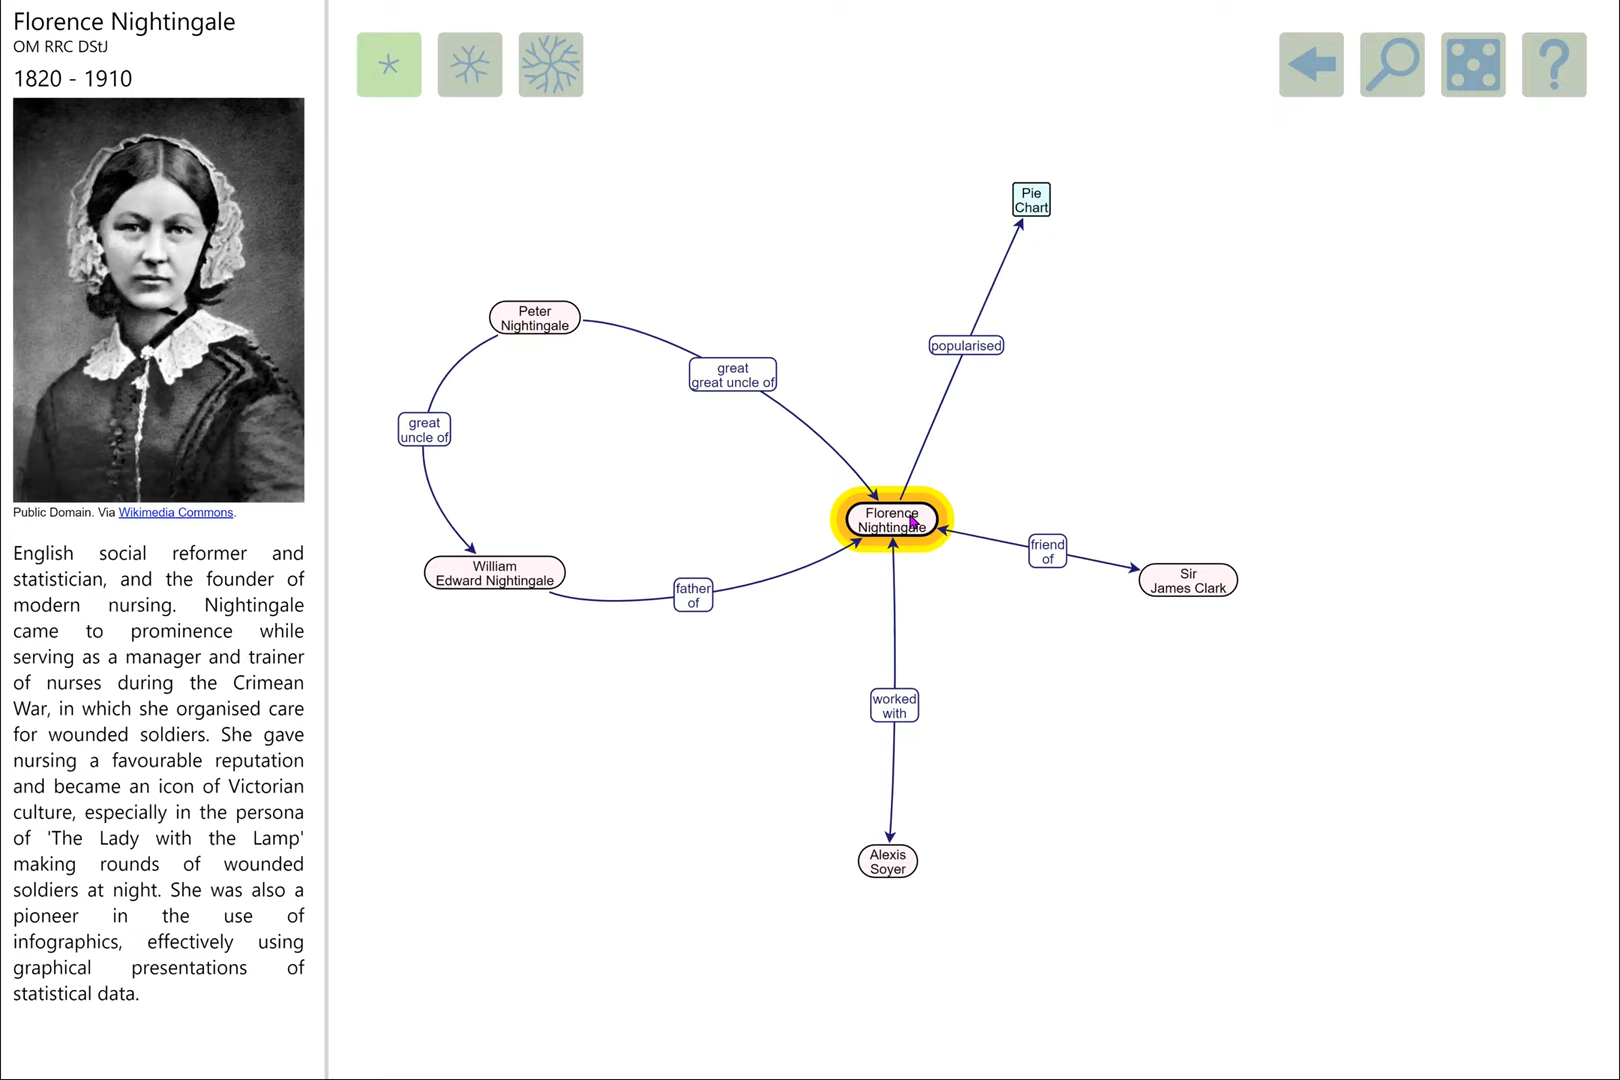 Florence Nightingale
OM RRC DStJ
1820 - 1910
Public Domain. Via Wikimedia Commons.
English social reformer and
statistician, and the founder of
modern nursing. Nightingale
came to prominence while
serving as a manager and trainer
of nurses during the Crimean
War, in which she organised care
for wounded soldiers. She gave
nursing a favourable reputation
and became an icon of Victorian
culture, especially in the persona
of 'The Lady with the Lamp'
making rounds of wounded
soldiers at night. She was also a
pioneer in the use of
infographics, effectively using
graphical presentations of
statistical data.
?
Pie
Chart
popularised
Peter
Nightingale
great
great uncle of
great
uncle of
Florence
Nightingale
friend
of
Sir
James Clark
William
Edward Nightingale
father
of
worked
with
Alexis
Soyer